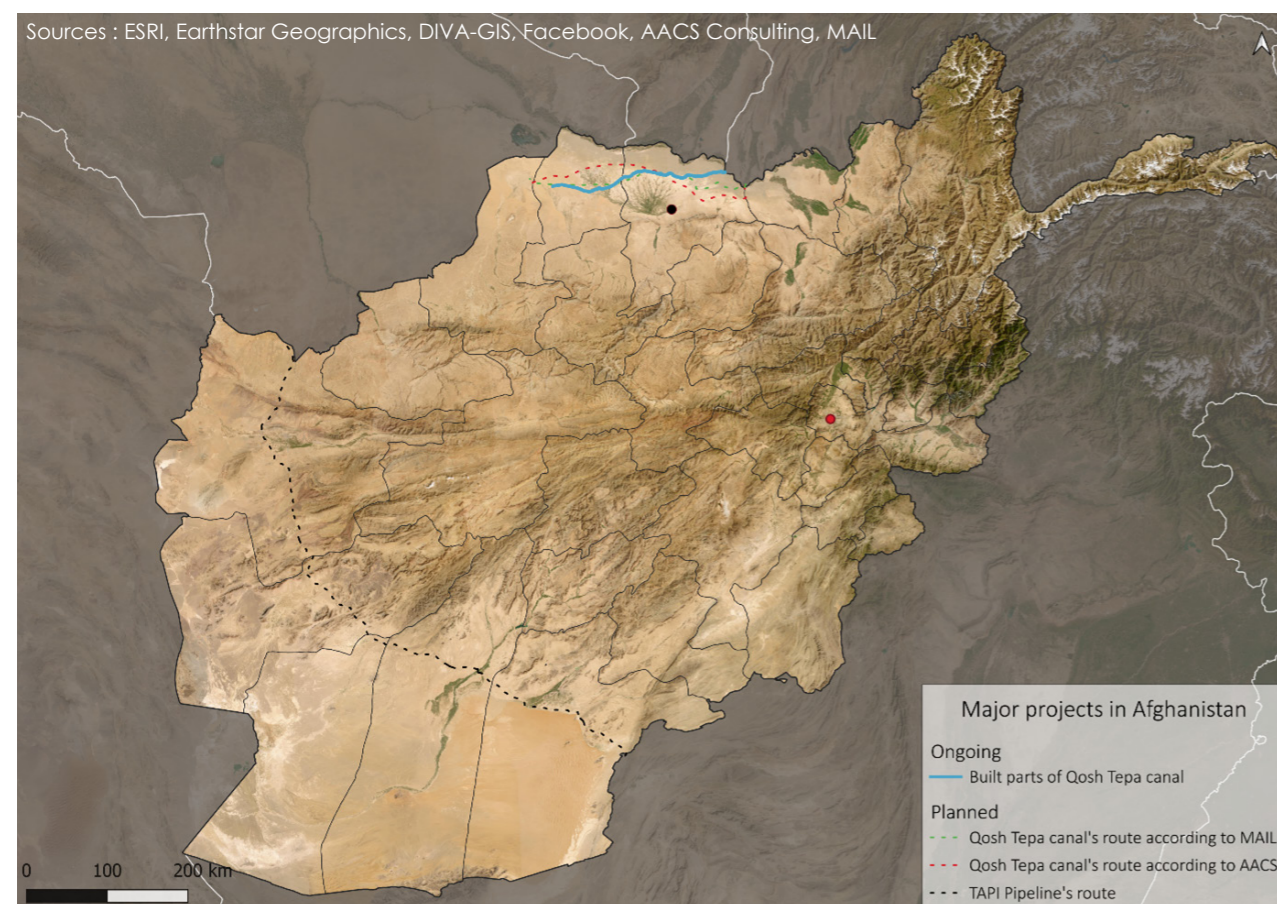 Sources : ESRI, Earthstar Geographics, DIVA-GIS, Facebook, AACS Consulting, MAIL
Major projects in Afghanistan
Ongoing
Built parts of Qosh Tepa canal
Planned
Qosh Tepa canal's route according to MAIL
Qosh Tepa canal's route according to AACS
TAPI Pipeline's route
0 100 200 km